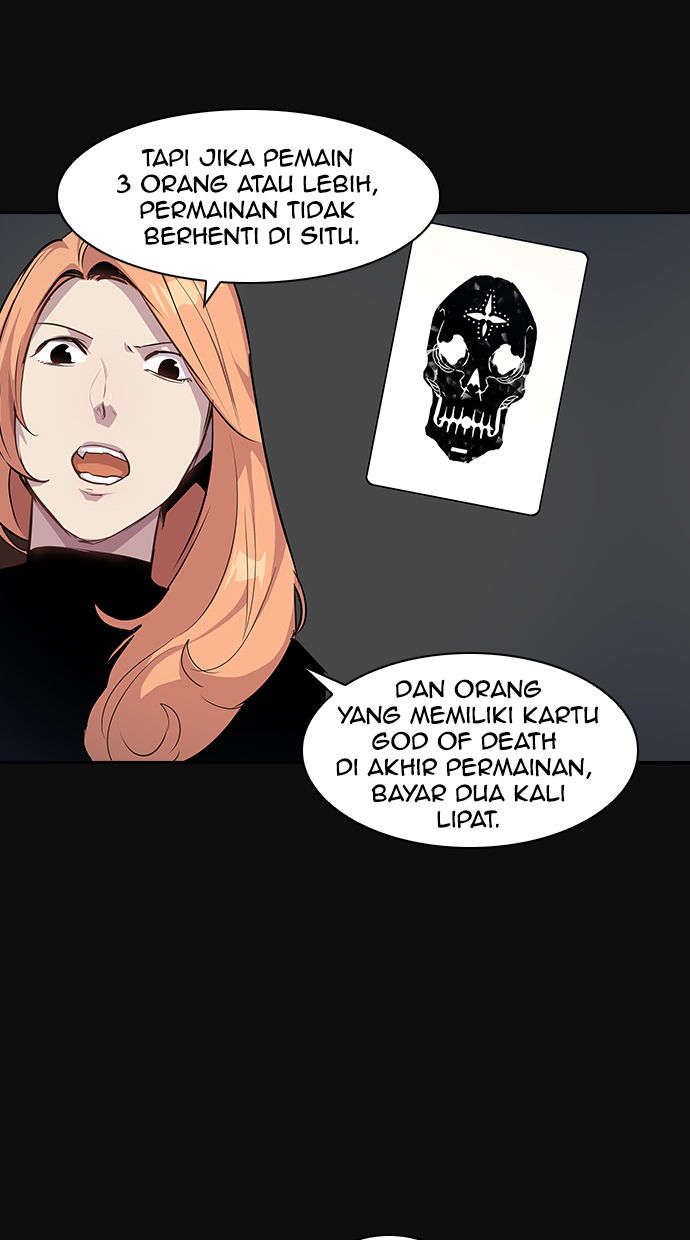 TAPI JIKA PEMAIN
3 ORANG ATAU LEBIH,
PERMAINAN TIDAK
BERHENTI DI SITU.
DAN ORANG
YANG MEMILIKI KARTU
GOD OF DEATH
DI AKHIR PERMAINAN,
BAYAR DUA KALI
LIPAT.